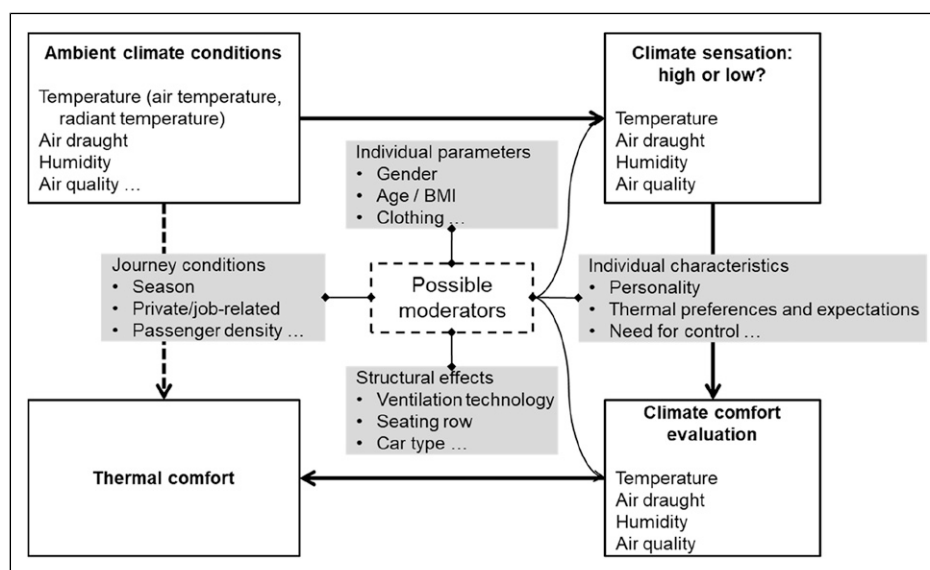 Ambient climate conditions
Temperature (air temperature,
radiant temperature)
Air draught
Humidity
Air quality …
Climate sensation:
high or low?
Temperature
Air draught
Humidity
Air quality
Individual parameters
• Gender
• Age / BMI
• Clothing …
Journey conditions
• Season
• Private/job-related
• Passenger density …
Possible
moderators
Individual characteristics
• Personality
• Thermal preferences and expectations
• Need for control …
Structural effects
• Ventilation technology
• Seating row
• Car type …
Thermal comfort
Climate comfort
evaluation
Temperature
Air draught
Humidity
Air quality